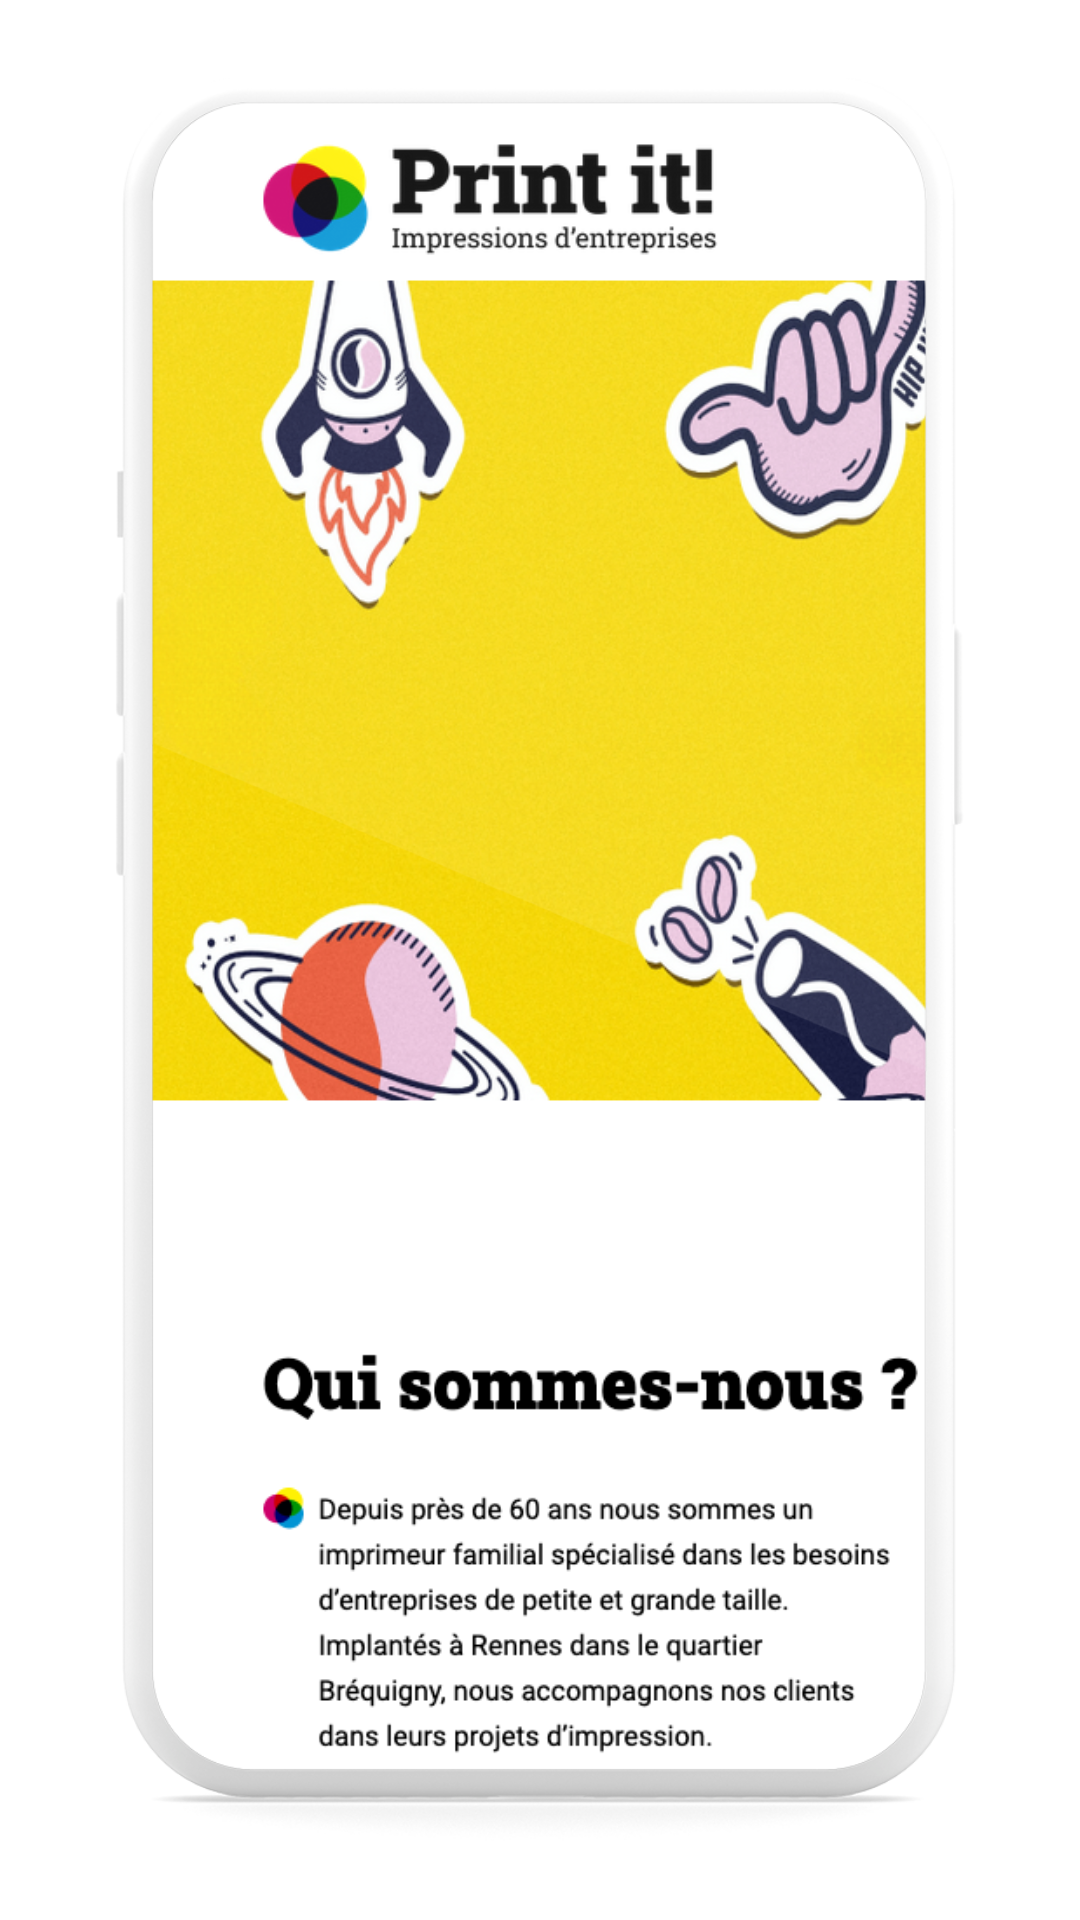 Print it!
Impressions d’entreprises
HIP
Qui sommes-nous ?
Depuis près de 60 ans nous sommes un
imprimeur familial spécialisé dans les besoins
d’entreprises de petite et grande taille.
Implantés à Rennes dans le quartier
Bréquigny, nous accompagnons nos clients
dans leurs projets d’impression.